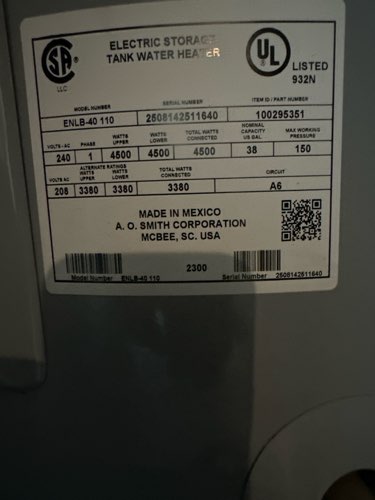 ELECTRIC STORAGE
TANK WATER HEATER
SA
LLC
UL
LISTED
932N
MODEL NUMBER SERIAL NUMBER ITEM ID / PART NUMBER
ENLB-40 110 2508142511640 100295351
VOLTS - AC PHASE WATTS UPPER WATTS LOWER TOTAL WATTS CONNECTED NOMINAL CAPACITY US GAL. MAX WORKING PRESSURE
240 1 4500 4500 4500 38 150
VOLTS - AC ALTERNATE RATINGS WATTS UPPER WATTS LOWER TOTAL WATTS CONNECTED CIRCUIT
208 3380 3380 3380 A6
MADE IN MEXICO
A. O. SMITH CORPORATION
MCBEE, SC. USA
2300
Model Number ENLB-40 110 Serial Number 2508142511640